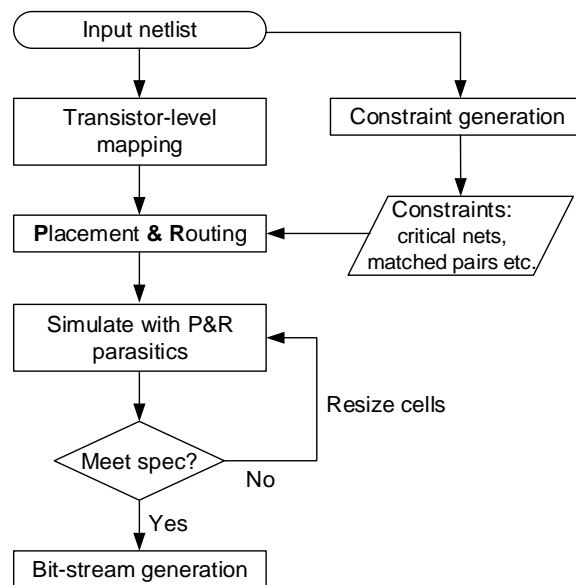 Input netlist
Transistor-level
mapping
Constraint generation
Constraints:
critical nets,
matched pairs etc.
Placement & Routing
Simulate with P&R
parasitics
Resize cells
Meet spec?
No
Yes
Bit-stream generation